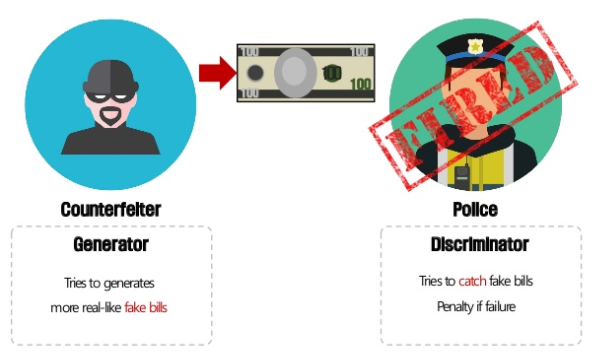 100 100
100
100
100
FIRED
Counterfeiter
Police
Generator
Tries to generates
more real-like fake bills
Discriminator
Tries to catch fake bills
Penalty if failure